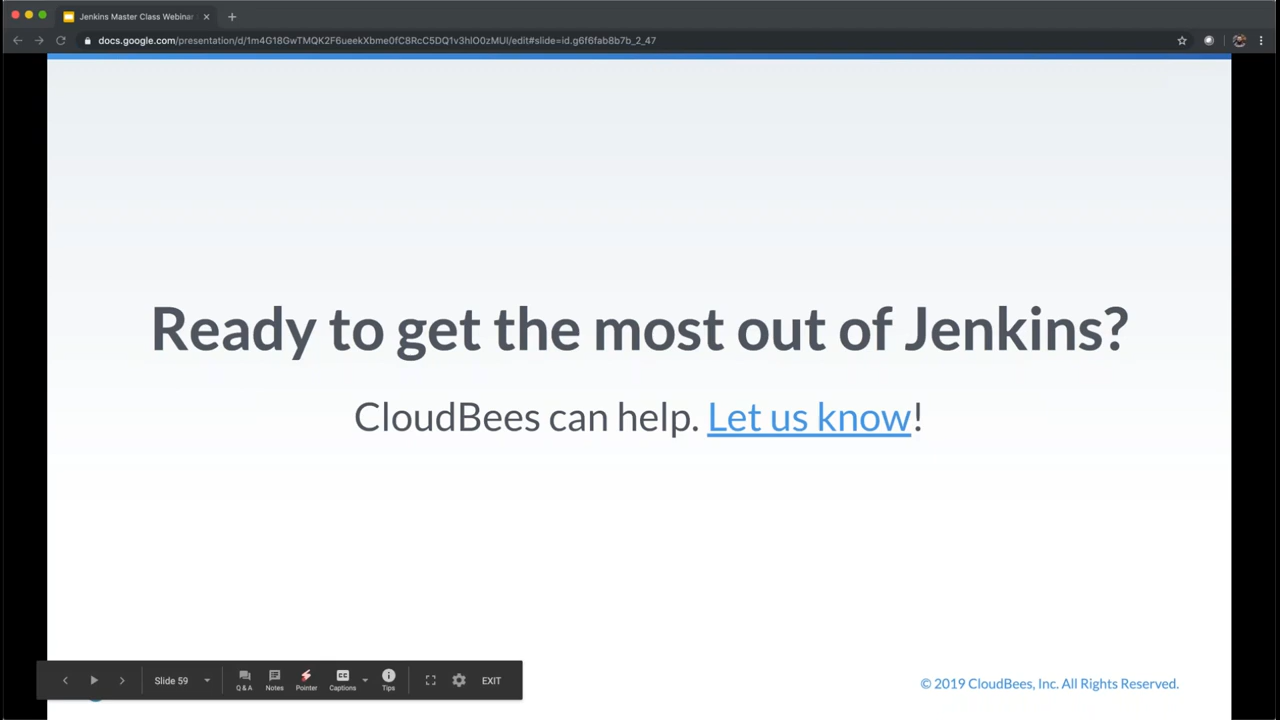 Jenkins Master Class Webinar
docs.google.com/presentation/d/1m4G18GwTMQK2F6ueekXbme0fC8RcC5DQ1v3hlO0zMUI/edit#slide=id.g6f6fab8b7b_2_47
Ready to get the most out of Jenkins?
CloudBees can help. Let us know!
Slide 59
Q & A
Notes
Pointer
CC
Captions
Tips
EXIT
© 2019 CloudBees, Inc. All Rights Reserved.